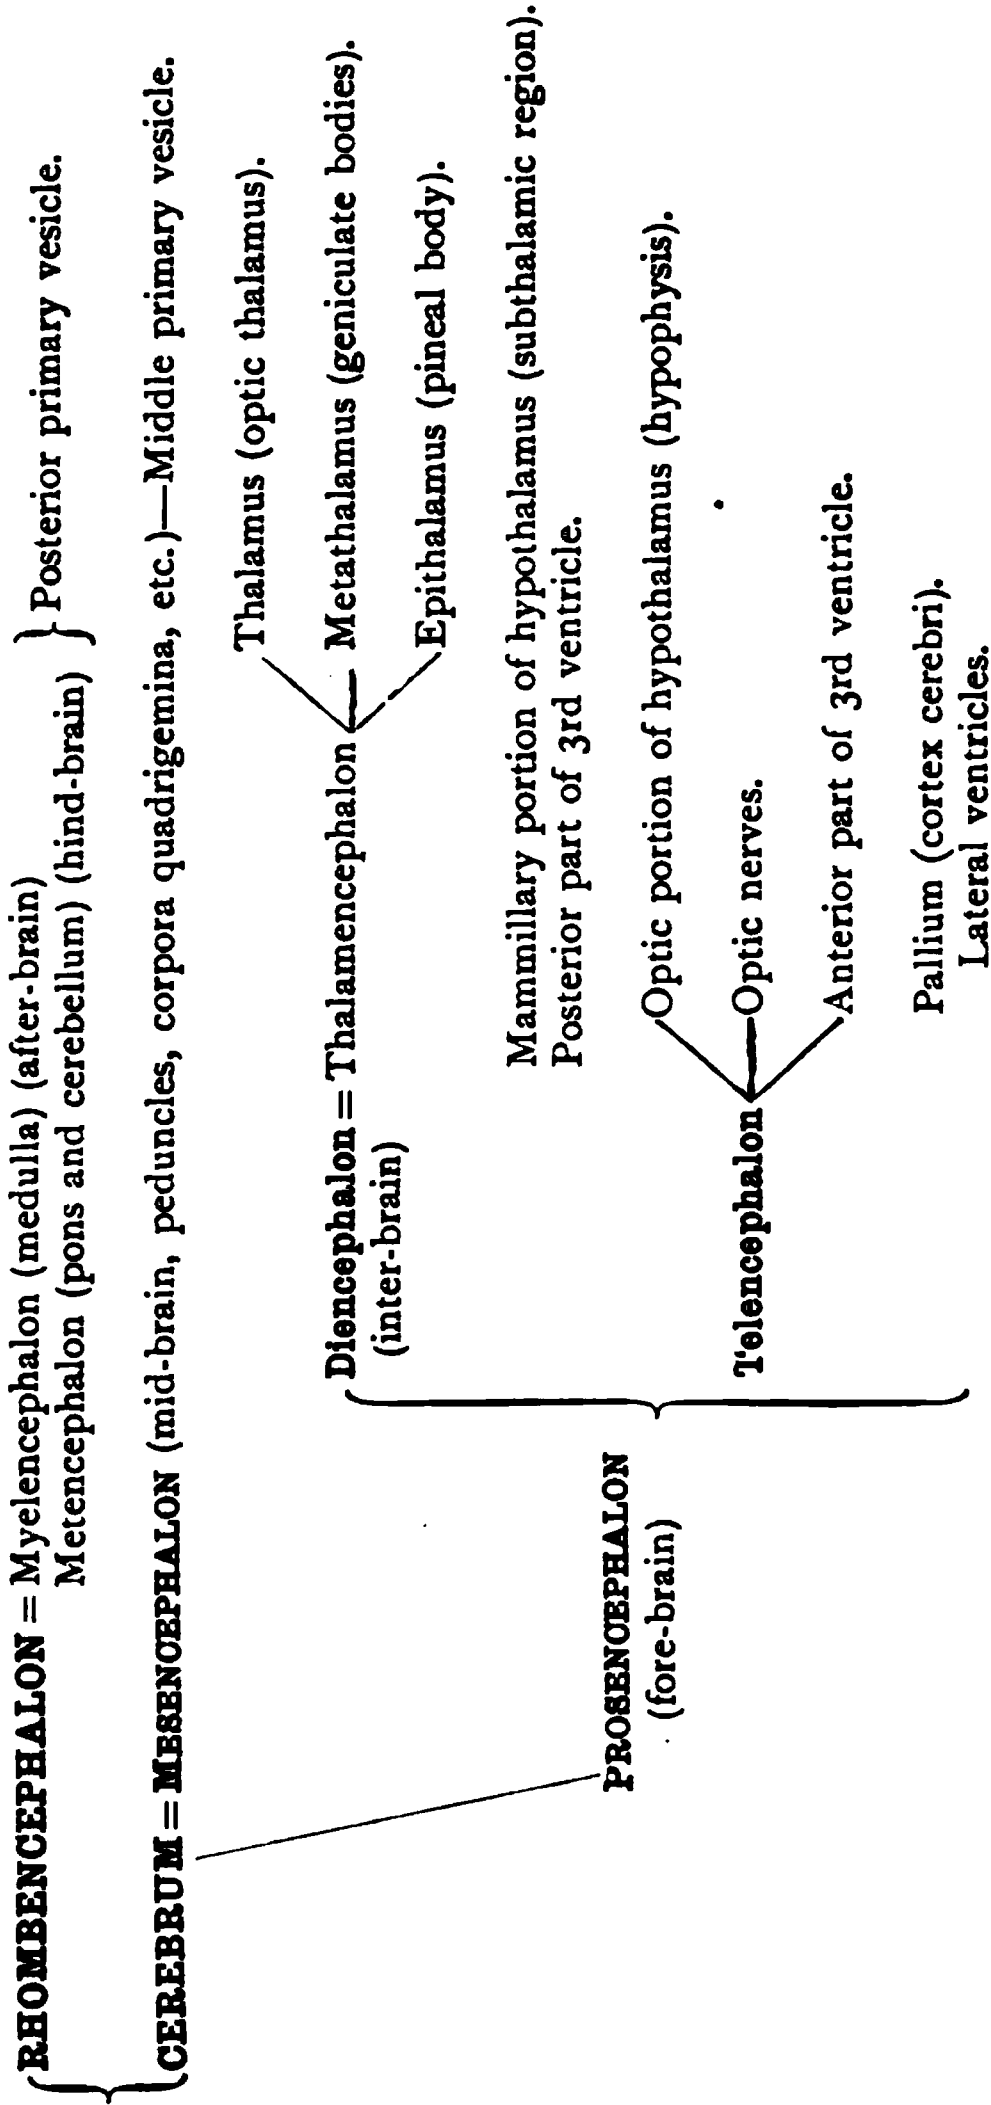 RHOMBENCEPHALON = Myelencephalon (medulla) (after-brain)
Metencephalon (pons and cerebellum) (hind-brain) } Posterior primary vesicle.
CEREBRUM = MESENCEPHALON (mid-brain, peduncles, corpora quadrigemina, etc.)—Middle primary vesicle.
Thalamus (optic thalamus).
Diencephalon = Thalamencephalon Metathalamus (geniculate bodies).
(inter-brain)
Epithalamus (pineal body).
Mammillary portion of hypothalamus (subthalamic region).
Posterior part of 3rd ventricle.
PROSENCEPHALON
(fore-brain)
Optic portion of hypothalamus (hypophysis).
Telencephalon Optic nerves.
Anterior part of 3rd ventricle.
Pallium (cortex cerebri).
Lateral ventricles.